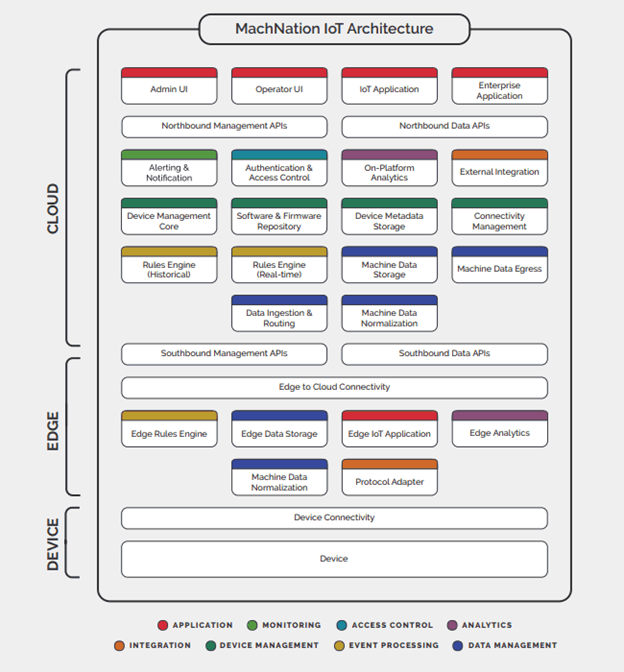 MachNation IoT Architecture
CLOUD
Admin UI
Operator UI
IoT Application
Enterprise
Application
Northbound Management APIs
Northbound Data APIs
Alerting &
Notification
Authentication &
Access Control
On-Platform
Analytics
External Integration
Device Management
Core
Software & Firmware
Repository
Device Metadata
Storage
Connectivity
Management
Rules Engine
(Historical)
Rules Engine
(Real-time)
Machine Data
Storage
Machine Data Egress
Data Ingestion &
Routing
Machine Data
Normalization
Southbound Management APIs
Southbound Data APIs
EDGE
Edge to Cloud Connectivity
Edge Rules Engine
Edge Data Storage
Edge IoT Application
Edge Analytics
Machine Data
Normalization
Protocol Adapter
DEVICE
Device Connectivity
Device
APPLICATION
MONITORING
ACCESS CONTROL
ANALYTICS
INTEGRATION
DEVICE MANAGEMENT
EVENT PROCESSING
DATA MANAGEMENT